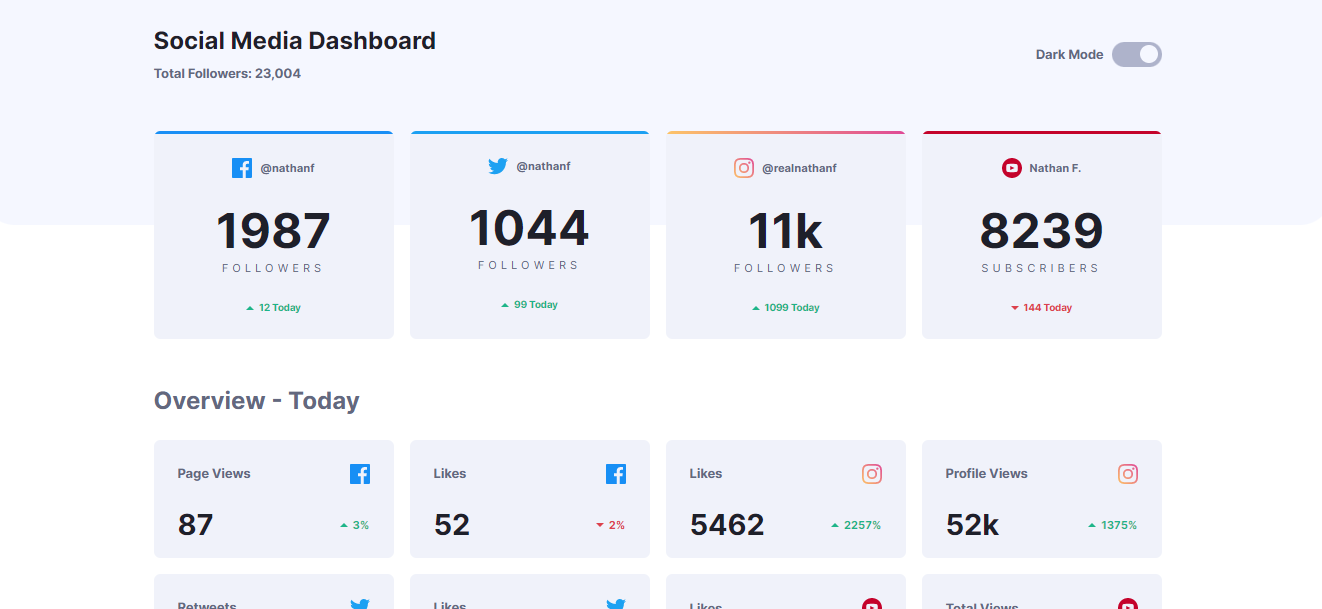 Social Media Dashboard
Total Followers: 23,004
Dark Mode
@nathanf
1987
FOLLOWERS
12 Today
@nathanf
1044
FOLLOWERS
99 Today
@realnathanf
11k
FOLLOWERS
1099 Today
Nathan F.
8239
SUBSCRIBERS
144 Today
Overview - Today
Page Views
87
3%
Likes
52
2%
Likes
5462
2257%
Profile Views
52k
1375%
Retweets
Likes
Likes
Total Views